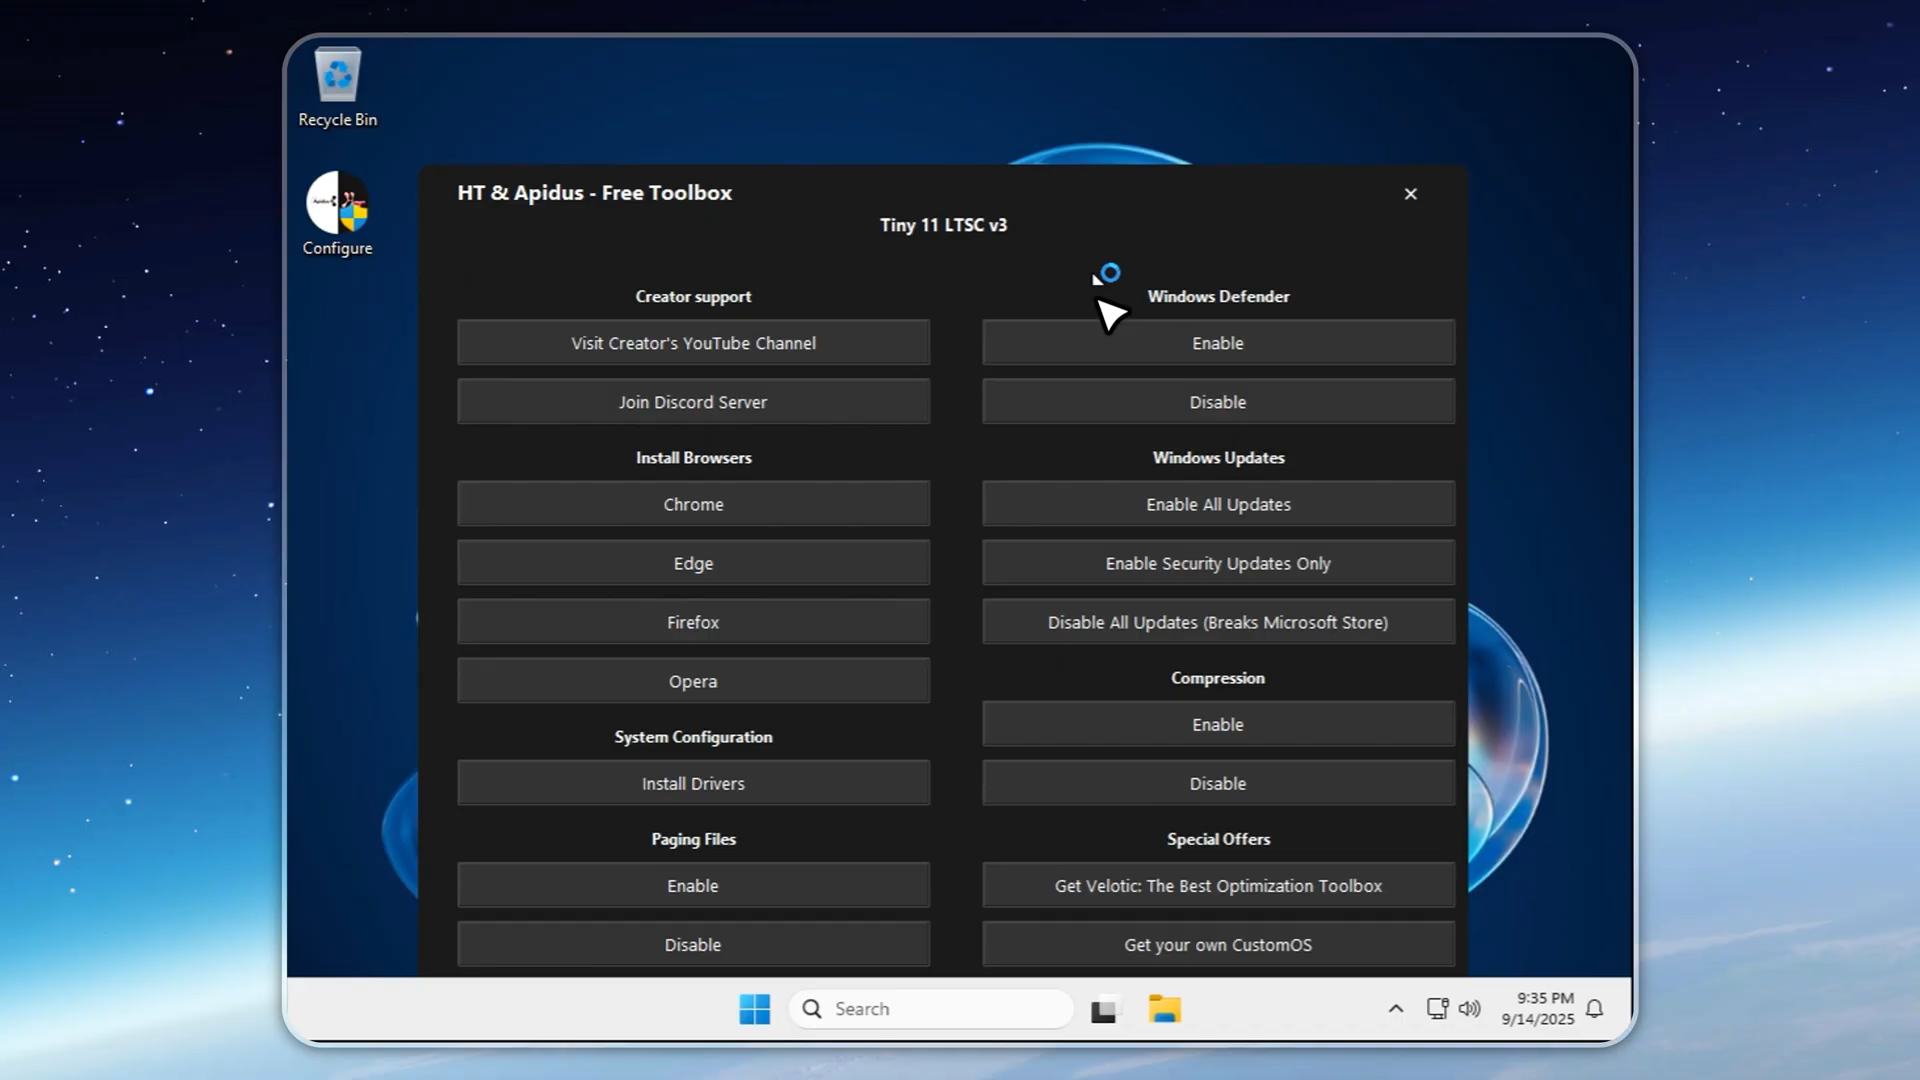 Recycle Bin
Configure
HT & Apidus - Free Toolbox
Tiny 11 LTSC v3
Creator support
Visit Creator's YouTube Channel
Join Discord Server
Install Browsers
Chrome
Edge
Firefox
Opera
System Configuration
Install Drivers
Paging Files
Enable
Disable
Windows Defender
Enable
Disable
Windows Updates
Enable All Updates
Enable Security Updates Only
Disable All Updates (Breaks Microsoft Store)
Compression
Enable
Disable
Special Offers
Get Velotic: The Best Optimization Toolbox
Get your own CustomOS
Search
9:35 PM
9/14/2025